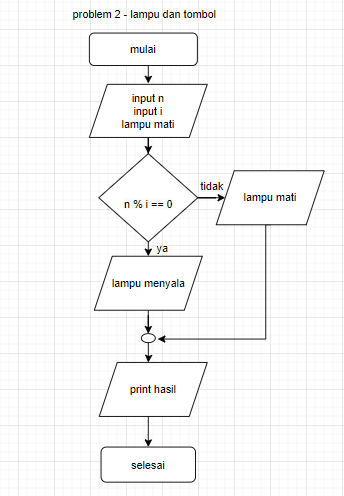 problem 2 - lampu dan tombol
mulai
input n
input i
lampu mati
n % i == 0
tidak
lampu mati
ya
lampu menyala
print hasil
selesai